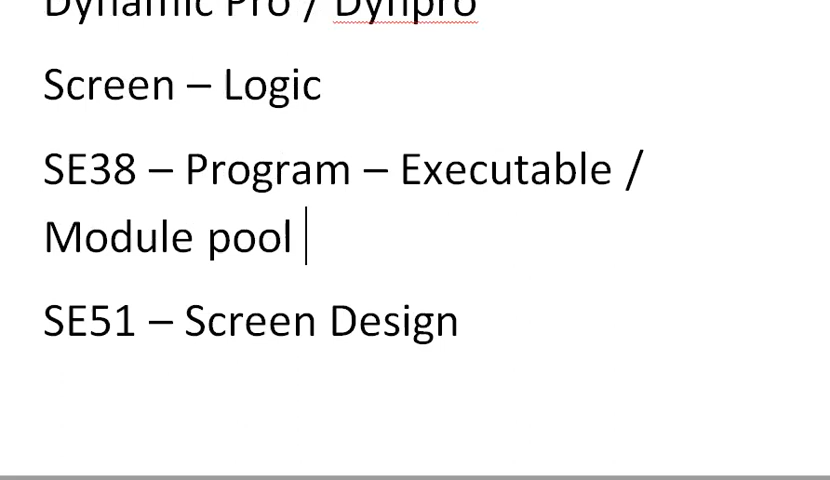 Dynamic Pro / Dynpro
Screen – Logic
SE38 – Program – Executable /
Module pool
SE51 – Screen Design